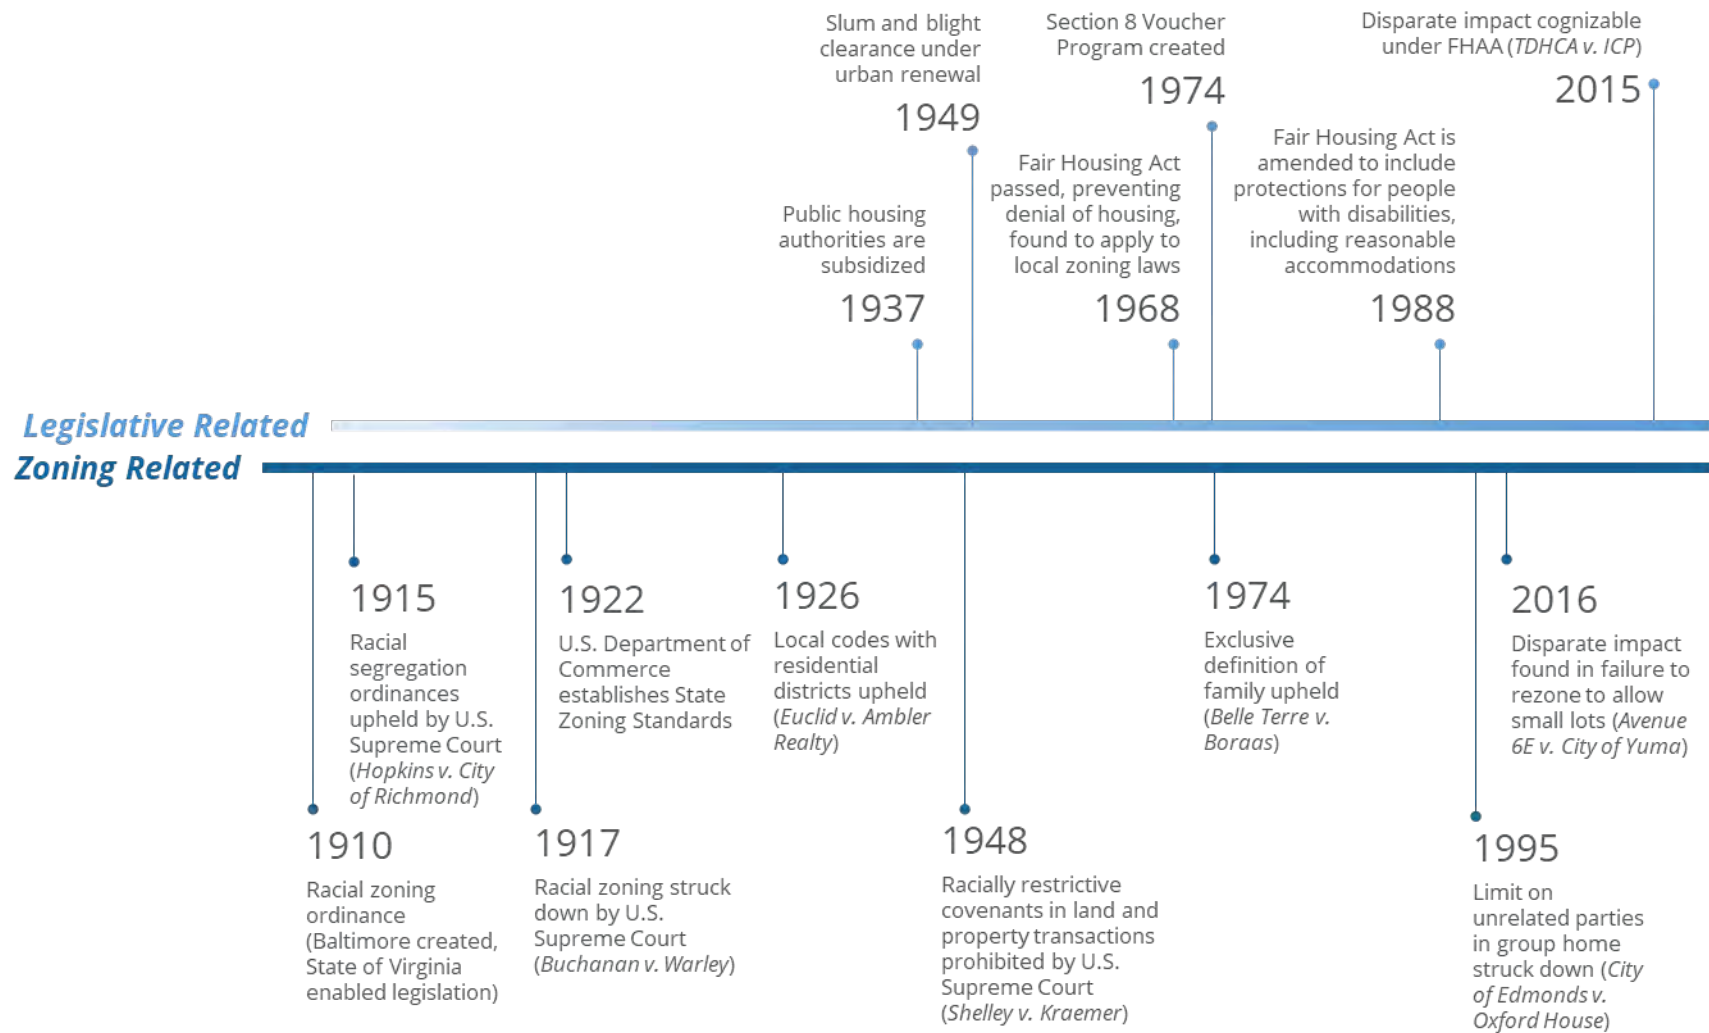 Slum and blight
clearance under
urban renewal
1949
Section 8 Voucher
Program created
1974
Disparate impact cognizable
under FHAA (TDHCA v. ICP)
2015
Public housing
authorities are
subsidized
1937
Fair Housing Act
passed, preventing
denial of housing,
found to apply to
local zoning laws
1968
Fair Housing Act is
amended to include
protections for people
with disabilities,
including reasonable
accommodations
1988
Legislative Related
Zoning Related
1915
Racial
segregation
ordinances
upheld by U.S.
Supreme Court
(Hopkins v. City
of Richmond)
1922
U.S. Department of
Commerce
establishes State
Zoning Standards
1926
Local codes with
residential
districts upheld
(Euclid v. Ambler
Realty)
1974
Exclusive
definition of
family upheld
(Belle Terre v.
Boraas)
2016
Disparate impact
found in failure to
rezone to allow
small lots (Avenue
6E v. City of Yuma)
1910
Racial zoning
ordinance
(Baltimore created,
State of Virginia
enabled legislation)
1917
Racial zoning struck
down by U.S.
Supreme Court
(Buchanan v. Warley)
1948
Racially restrictive
covenants in land and
property transactions
prohibited by U.S.
Supreme Court
(Shelley v. Kraemer)
1995
Limit on
unrelated parties
in group home
struck down (City
of Edmonds v.
Oxford House)